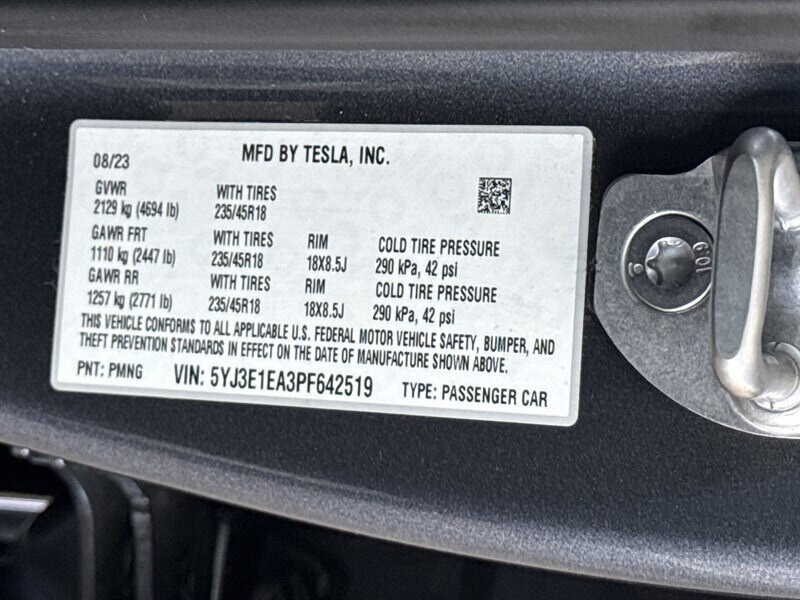 MFD BY TESLA, INC.
08/23
GVWR WITH TIRES
2129 kg (4694 lb) 235/45R18
GAWR FRT WITH TIRES RIM COLD TIRE PRESSURE
1110 kg (2447 lb) 235/45R18 18X8.5J 290 kPa, 42 psi
GAWR RR WITH TIRES RIM COLD TIRE PRESSURE
1257 kg (2771 lb) 235/45R18 18X8.5J 290 kPa, 42 psi
THIS VEHICLE CONFORMS TO ALL APPLICABLE U.S. FEDERAL MOTOR VEHICLE SAFETY, BUMPER, AND
THEFT PREVENTION STANDARDS IN EFFECT ON THE DATE OF MANUFACTURE SHOWN ABOVE.
PNT: PMNG VIN: 5YJ3E1EA3PF642519 TYPE: PASSENGER CAR
10.9